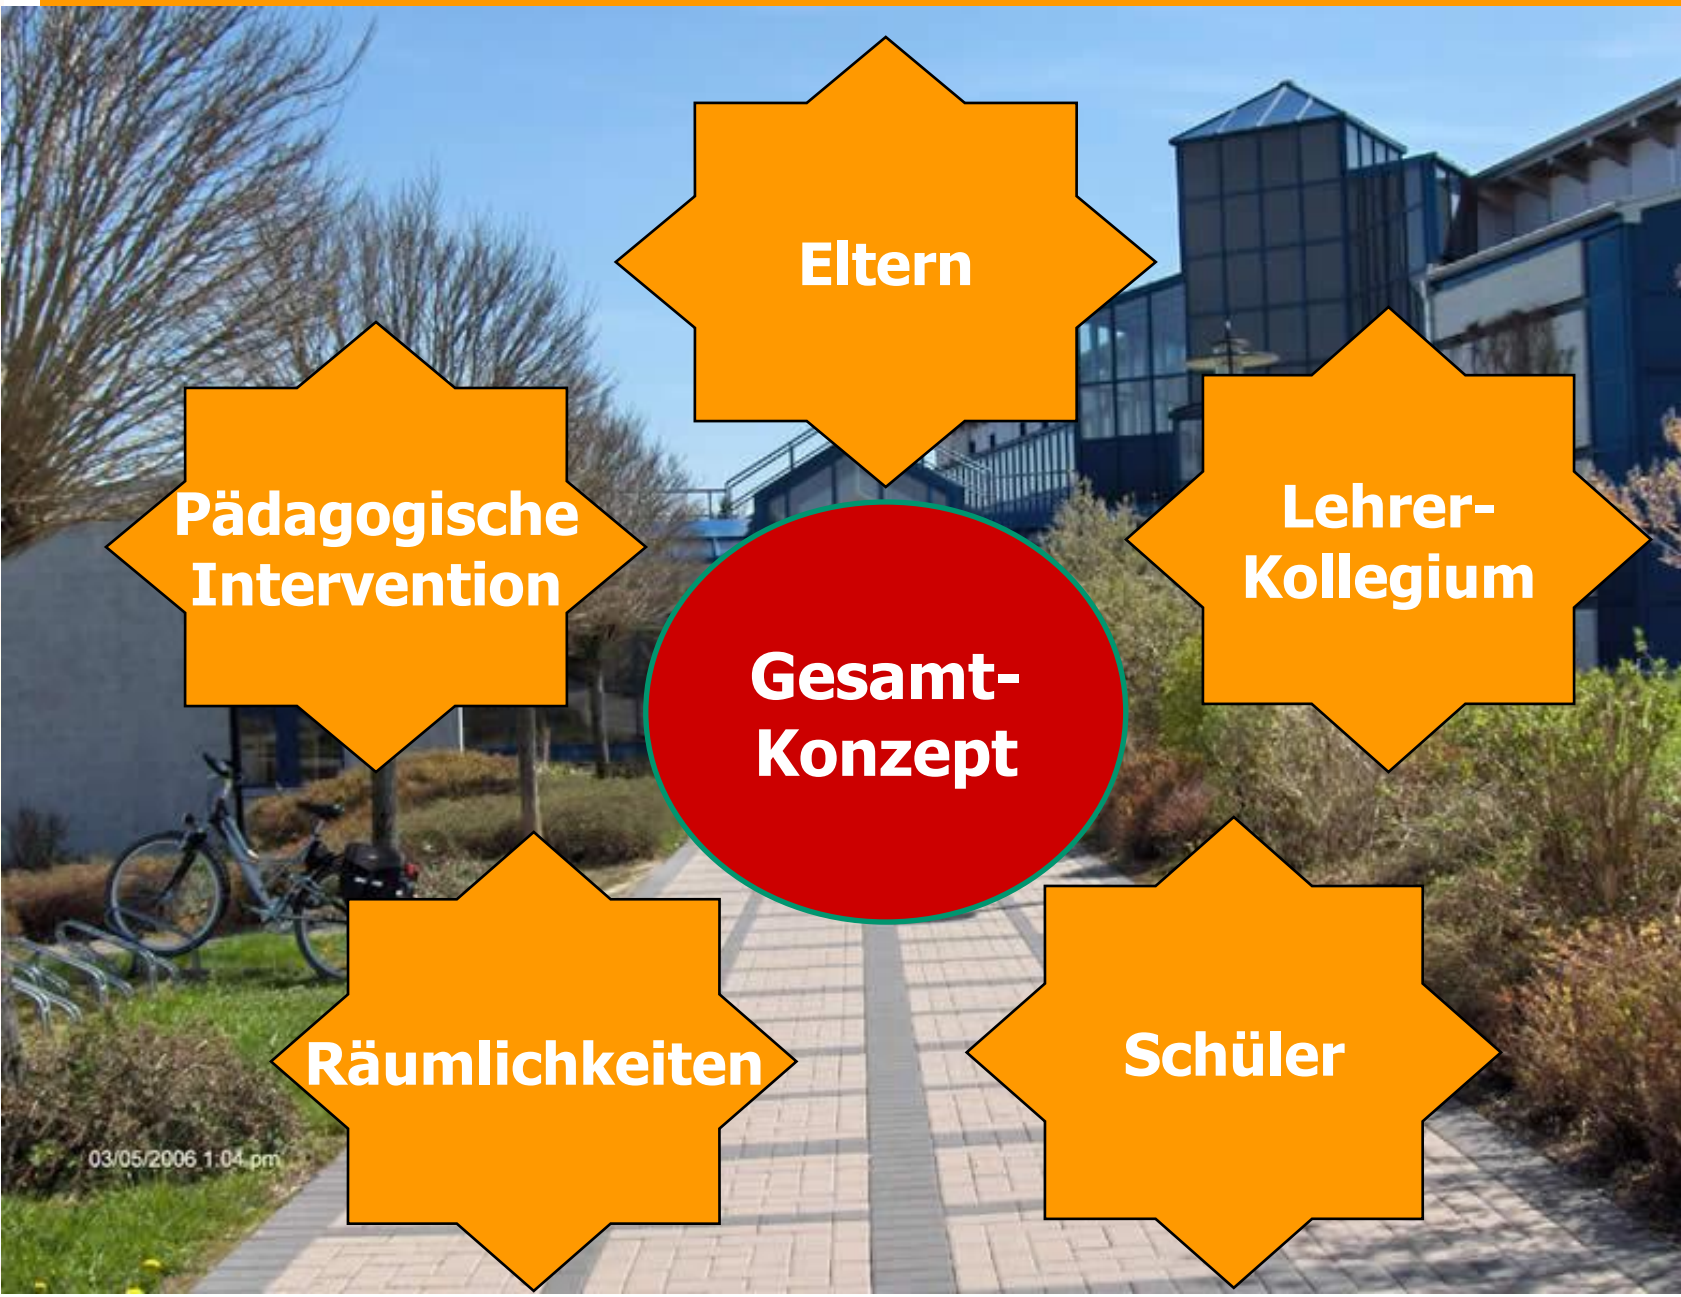 Eltern
Pädagogische
Intervention
Lehrer-
Kollegium
Gesamt-
Konzept
Räumlichkeiten
Schüler
03/05/2006 1:04 pm